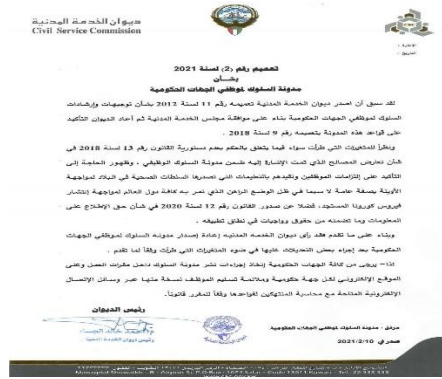 ديوان الخدمة المدنية
Civil Service Commission
تعميم رقم (2) لسنة 2021
بشأن
مدونة السلوك لموظفي الجهات الحكومية
لقد سبق أن أصدر ديوان الخدمة المدنية تعميمه رقم 11 لسنة 2012 بشأن توجيهات وإرشادات
السلوك لموظفي الجهات الحكومية بناء على موافقة مجلس الخدمة المدنية ثم أعاد الديوان التأكيد
على قواعد هذه المدونة بتعميمه رقم 9 لسنة 2018 .
ونظراً للمتغيرات التي طرأت سواء فيما يتعلق بالحكم بعدم دستورية القانون رقم 13 لسنة 2018 في
شأن تعارض المصالح الذي تمت الإشارة إليه ضمن مدونة السلوك الوظيفي ، وظهور الحاجة إلى
التأكيد على إلتزامات الموظفين وتقيدهم بالتعليمات التي تصدرها السلطات الصحية في البلاد لمواجهة
الأوبئة بصفة عامة لا سيما في ظل الوضع الراهن الذي تمر به كافة دول العالم لمواجهة إنتشار
فيروس كورونا المستجد، فضلا عن صدور القانون رقم 12 لسنة 2020 في شأن حق الإطلاع على
المعلومات وما تضمنه من حقوق وواجبات في نطاق تطبيقه .
وبناء على ما تقدم فقد رأى ديوان الخدمة المدنية إعادة إصدار مدونة السلوك لموظفي الجهات
الحكومية بعد إجراء بعض التعديلات عليها في ضوء المتغيرات التي طرأت وفقاً لما تقدم .
لذا – يرجى من كافة الجهات الحكومية إتخاذ إجراءات نشر مدونة السلوك داخل مقرات العمل وعلى
الموقع الإلكتروني لكل جهة حكومية وملائمة تسليم الموظف نسخة منها عبر وسائل الإتصال
الإلكترونية المتاحة مع محاسبة المنتهكين لقواعدها وفقاً للمقرر قانوناً.
رئيس الديوان
مرفق : مدونة السلوك لموظفي الجهات الحكومية
صدر في 2021/2/10